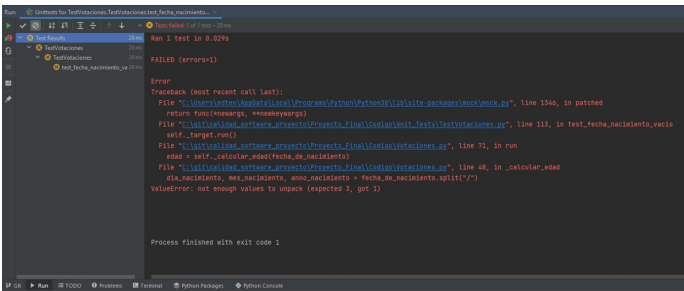 Run: Unittests for TestVotaciones.TestVotaciones.test_fecha_nacimiento_...
Tests failed: 1 of 1 test – 28 ms
Test Results 28 ms
TestVotaciones 28 ms
TestVotaciones 28 ms
test_fecha_nacimiento_va 28 ms
Ran 1 test in 0.029s
FAILED (errors=1)
Error
Traceback (most recent call last):
File "C:\Users\edten\AppData\Local\Programs\Python\Python38\lib\site-packages\mock\mock.py", line 1346, in patched
return func(*newargs, **newkeywargs)
File "C:\git\calidad_software_proyecto\Proyecto_Final\Codigo\Unit_Tests\TestVotaciones.py", line 113, in test_fecha_nacimiento_vacio
self._target.run()
File "C:\git\calidad_software_proyecto\Proyecto_Final\Codigo\Votaciones.py", line 71, in run
edad = self._calcular_edad(fecha_de_nacimiento)
File "C:\git\calidad_software_proyecto\Proyecto_Final\Codigo\Votaciones.py", line 48, in _calcular_edad
dia_nacimiento, mes_nacimiento, anno_nacimiento = fecha_de_nacimiento.split("/")
ValueError: not enough values to unpack (expected 3, got 1)
Process finished with exit code 1
Git Run TODO Problems Terminal Python Packages Python Console